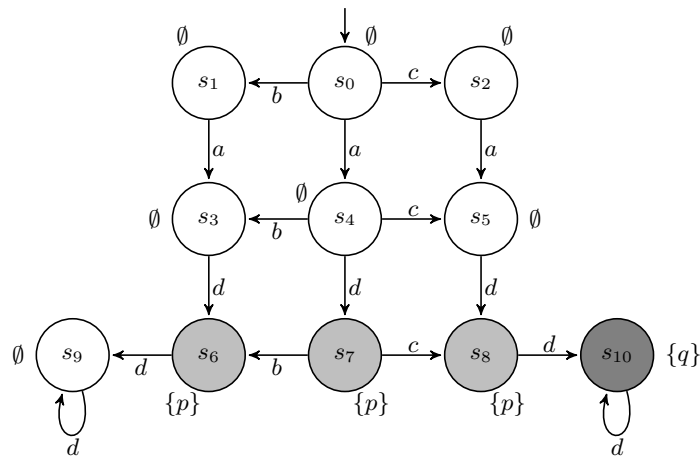 ∅ ∅ ∅
s₁ s₀ s₂
b c
a a a
∅
∅ s₃ s₄ s₅ ∅
b c
d d d
∅ s₉ s₆ s₇ s₈ s₁₀ {q}
d b c d
{p} {p} {p}
d d